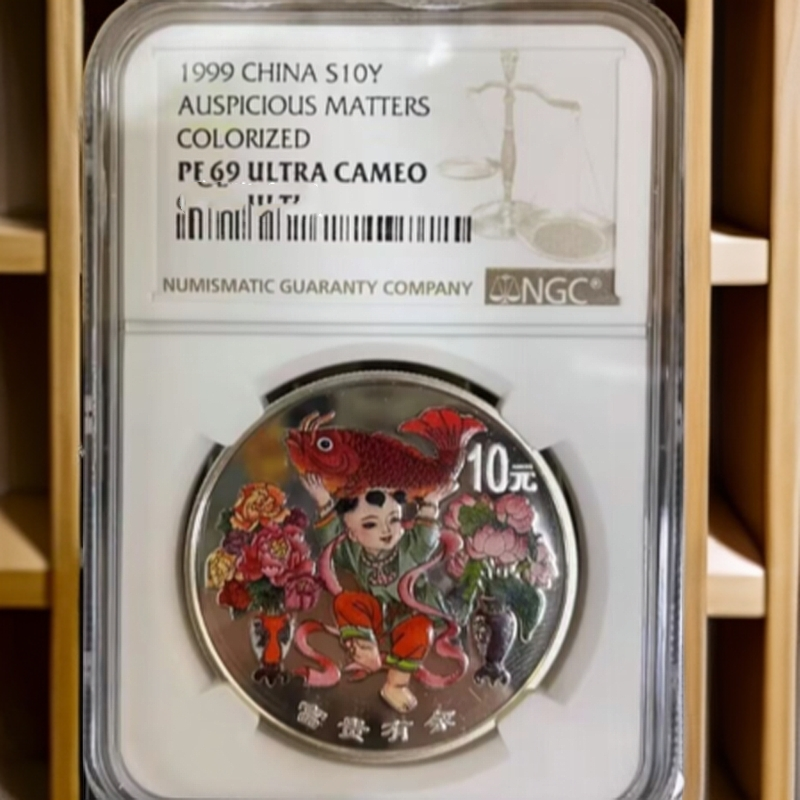 1999 CHINA S10Y
AUSPICIOUS MATTERS
COLORIZED
PF 69 ULTRA CAMEO
NUMISMATIC GUARANTY COMPANY
NGC®
10元
富贵有余